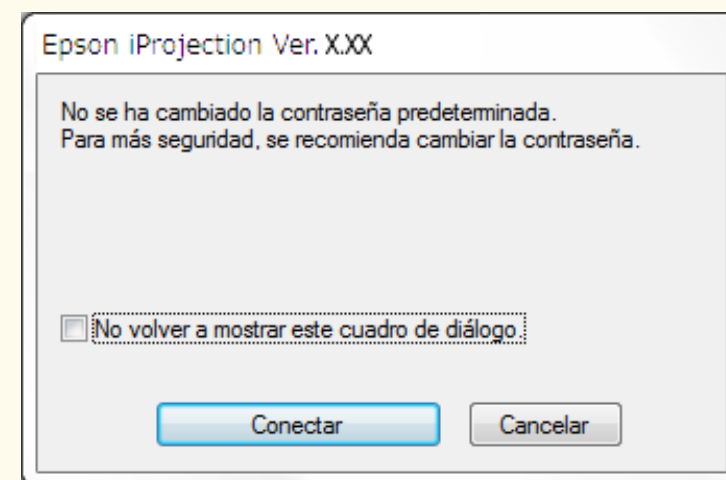 Epson iProjection Ver. X.XX
No se ha cambiado la contraseña predeterminada.
Para más seguridad, se recomienda cambiar la contraseña.
No volver a mostrar este cuadro de diálogo.
Conectar
Cancelar